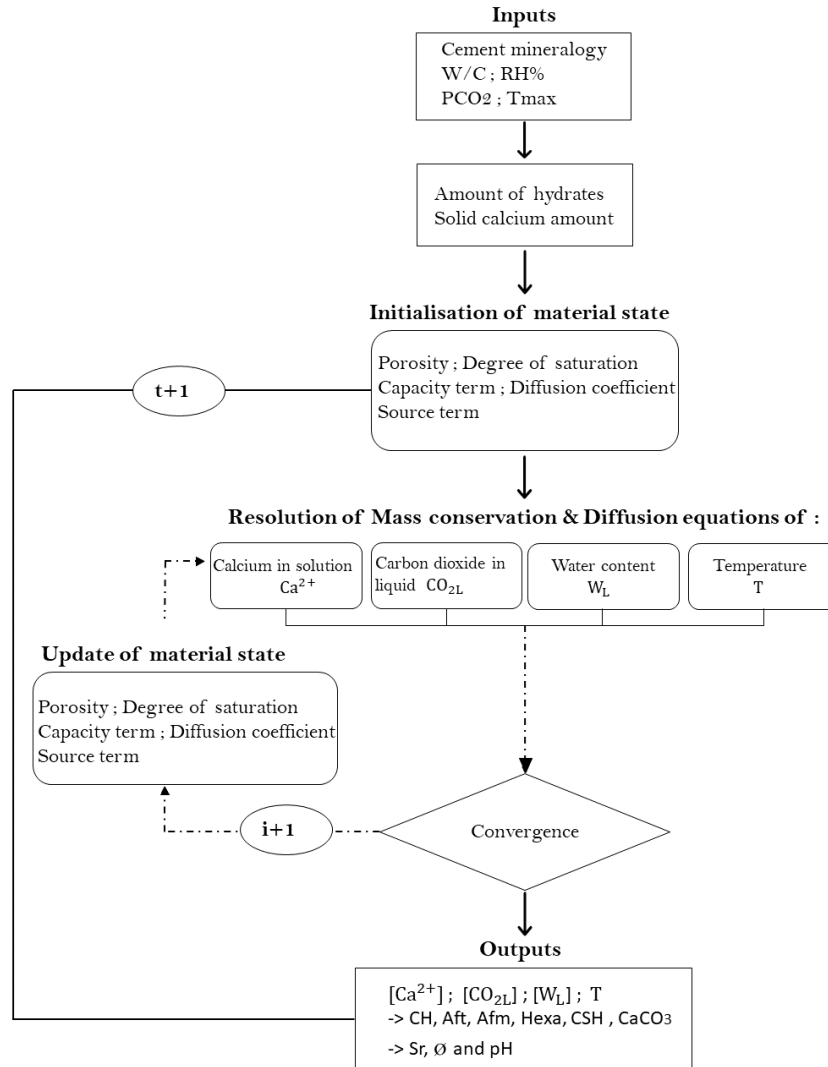 Inputs
Cement mineralogy
W/C ; RH%
PCO2 ; Tmax
Amount of hydrates
Solid calcium amount
Initialisation of material state
Porosity ; Degree of saturation
Capacity term ; Diffusion coefficient
Source term
t+1
Resolution of Mass conservation & Diffusion equations of :
Calcium in solution
Ca²⁺
Carbon dioxide in
liquid CO₂L
Water content
W_L
Temperature
T
Update of material state
Porosity ; Degree of saturation
Capacity term ; Diffusion coefficient
Source term
i+1
Convergence
Outputs
[Ca²⁺] ; [CO₂L] ; [W_L] ; T
-> CH, Aft, Afm, Hexa, CSH , CaCO₃
-> Sr, Ø and pH